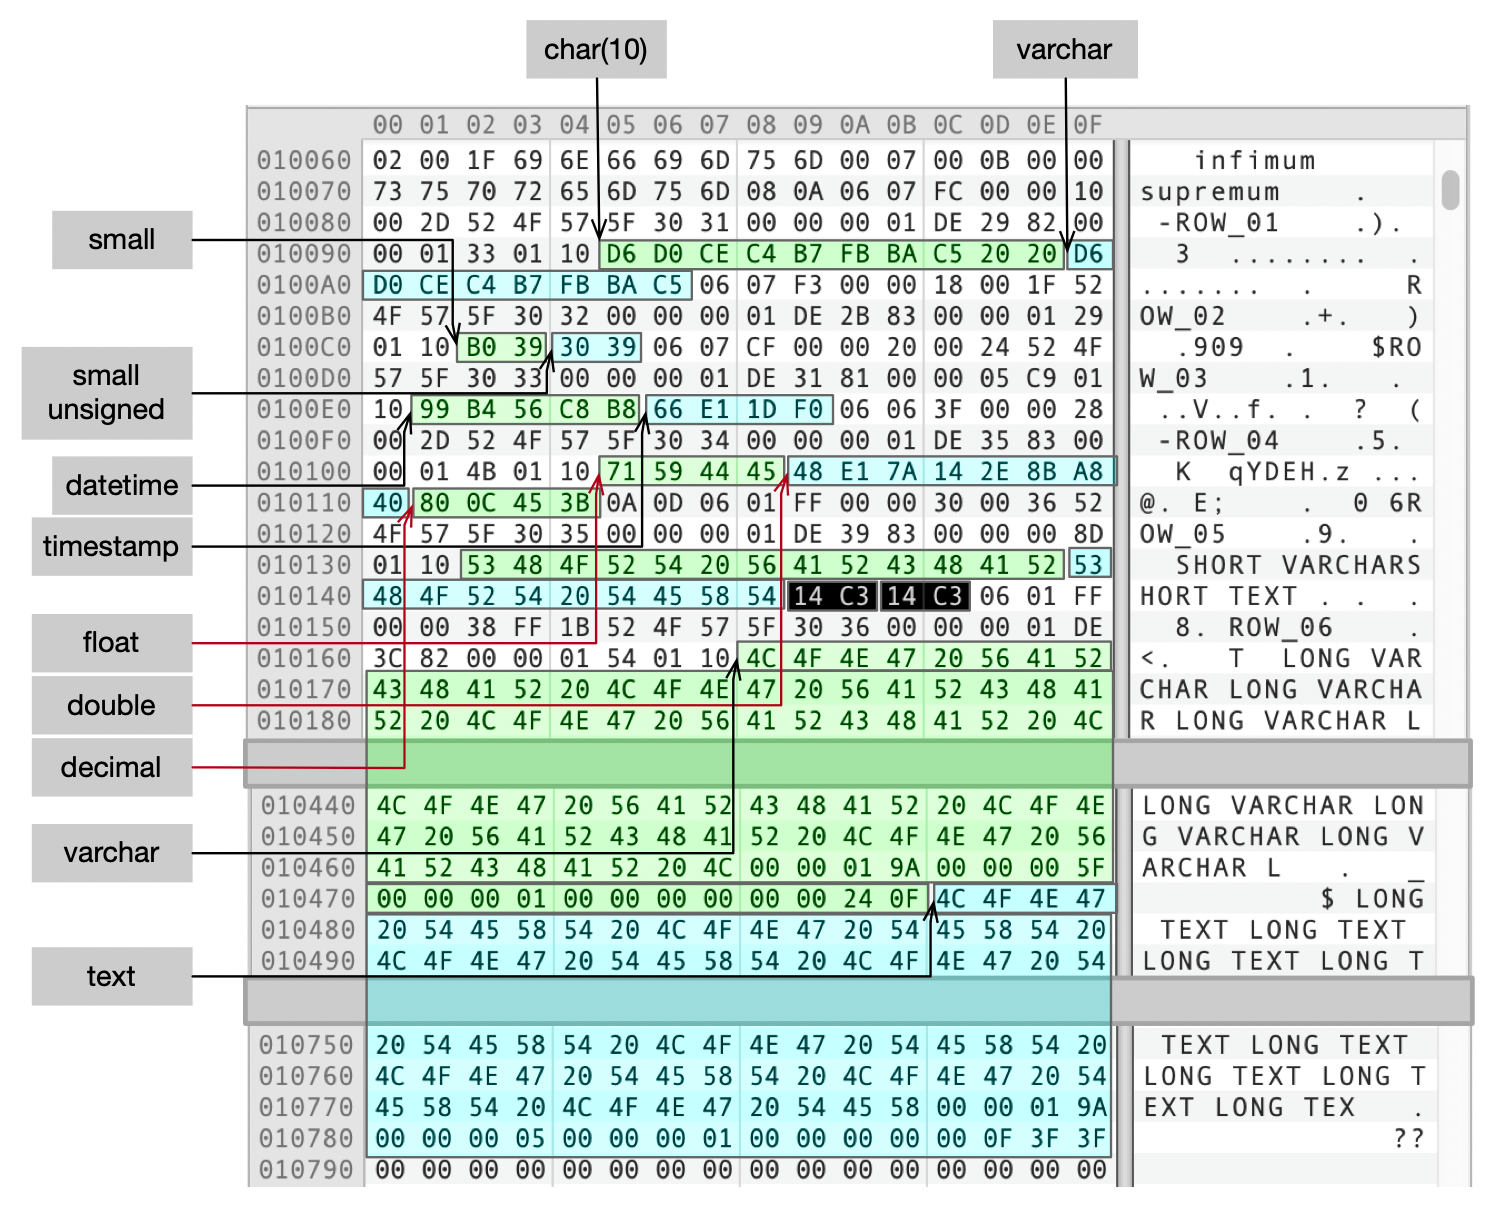 char(10)
varchar
00 01 02 03 04 05 06 07 08 09 0A 0B 0C 0D 0E 0F
010060 02 00 1F 69 6E 66 69 6D 75 6D 00 07 00 0B 00 00 infimum
010070 73 75 70 72 65 6D 75 6D 08 0A 06 07 FC 00 00 10 supremum .
010080 00 2D 52 4F 57 5F 30 31 00 00 00 01 DE 29 82 00 -ROW_01 .).
small
010090 00 01 33 01 10 D6 D0 CE C4 B7 FB BA C5 20 20 D6 3 ........ .
0100A0 D0 CE C4 B7 FB BA C5 06 07 F3 00 00 18 00 1F 52 ....... . R
0100B0 4F 57 5F 30 32 00 00 00 01 DE 2B 83 00 00 01 29 OW_02 .+. )
0100C0 01 10 B0 39 30 39 06 07 CF 00 00 20 00 24 52 4F .909 . $RO
small
unsigned
0100D0 57 5F 30 33 00 00 00 01 DE 31 81 00 00 05 C9 01 W_03 .1. .
0100E0 10 99 B4 56 C8 B8 66 E1 1D F0 06 06 3F 00 00 28 ..V..f. . ? (
0100F0 00 2D 52 4F 57 5F 30 34 00 00 00 01 DE 35 83 00 -ROW_04 .5.
010100 00 01 4B 01 10 71 59 44 45 48 E1 7A 14 2E 8B A8 K qYDEH.z ...
datetime
010110 40 80 0C 45 3B 0A 0D 06 01 FF 00 00 30 00 36 52 @. E; . 0 6R
010120 4F 57 5F 30 35 00 00 00 01 DE 39 83 00 00 00 8D OW_05 .9. .
timestamp
010130 01 10 53 48 4F 52 54 20 56 41 52 43 48 41 52 53 SHORT VARCHARS
010140 48 4F 52 54 20 54 45 58 54 14 C3 14 C3 06 01 FF HORT TEXT . . .
010150 00 00 38 FF 1B 52 4F 57 5F 30 36 00 00 00 01 DE 8. ROW_06 .
float
010160 3C 82 00 00 01 54 01 10 4C 4F 4E 47 20 56 41 52 <. T LONG VAR
010170 43 48 41 52 20 4C 4F 4E 47 20 56 41 52 43 48 41 CHAR LONG VARCHA
double
010180 52 20 4C 4F 4E 47 20 56 41 52 43 48 41 52 20 4C R LONG VARCHAR L
decimal
010440 4C 4F 4E 47 20 56 41 52 43 48 41 52 20 4C 4F 4E LONG VARCHAR LON
010450 47 20 56 41 52 43 48 41 52 20 4C 4F 4E 47 20 56 G VARCHAR LONG V
varchar
010460 41 52 43 48 41 52 20 4C 00 00 01 9A 00 00 00 5F ARCHAR L . _
010470 00 00 00 01 00 00 00 00 00 00 24 0F 4C 4F 4E 47 $ LONG
010480 20 54 45 58 54 20 4C 4F 4E 47 20 54 45 58 54 20 TEXT LONG TEXT
010490 4C 4F 4E 47 20 54 45 58 54 20 4C 4F 4E 47 20 54 LONG TEXT LONG T
text
010750 20 54 45 58 54 20 4C 4F 4E 47 20 54 45 58 54 20 TEXT LONG TEXT
010760 4C 4F 4E 47 20 54 45 58 54 20 4C 4F 4E 47 20 54 LONG TEXT LONG T
010770 45 58 54 20 4C 4F 4E 47 20 54 45 58 00 00 01 9A EXT LONG TEX .
010780 00 00 00 05 00 00 00 01 00 00 00 00 00 0F 3F 3F ??
010790 00 00 00 00 00 00 00 00 00 00 00 00 00 00 00 00